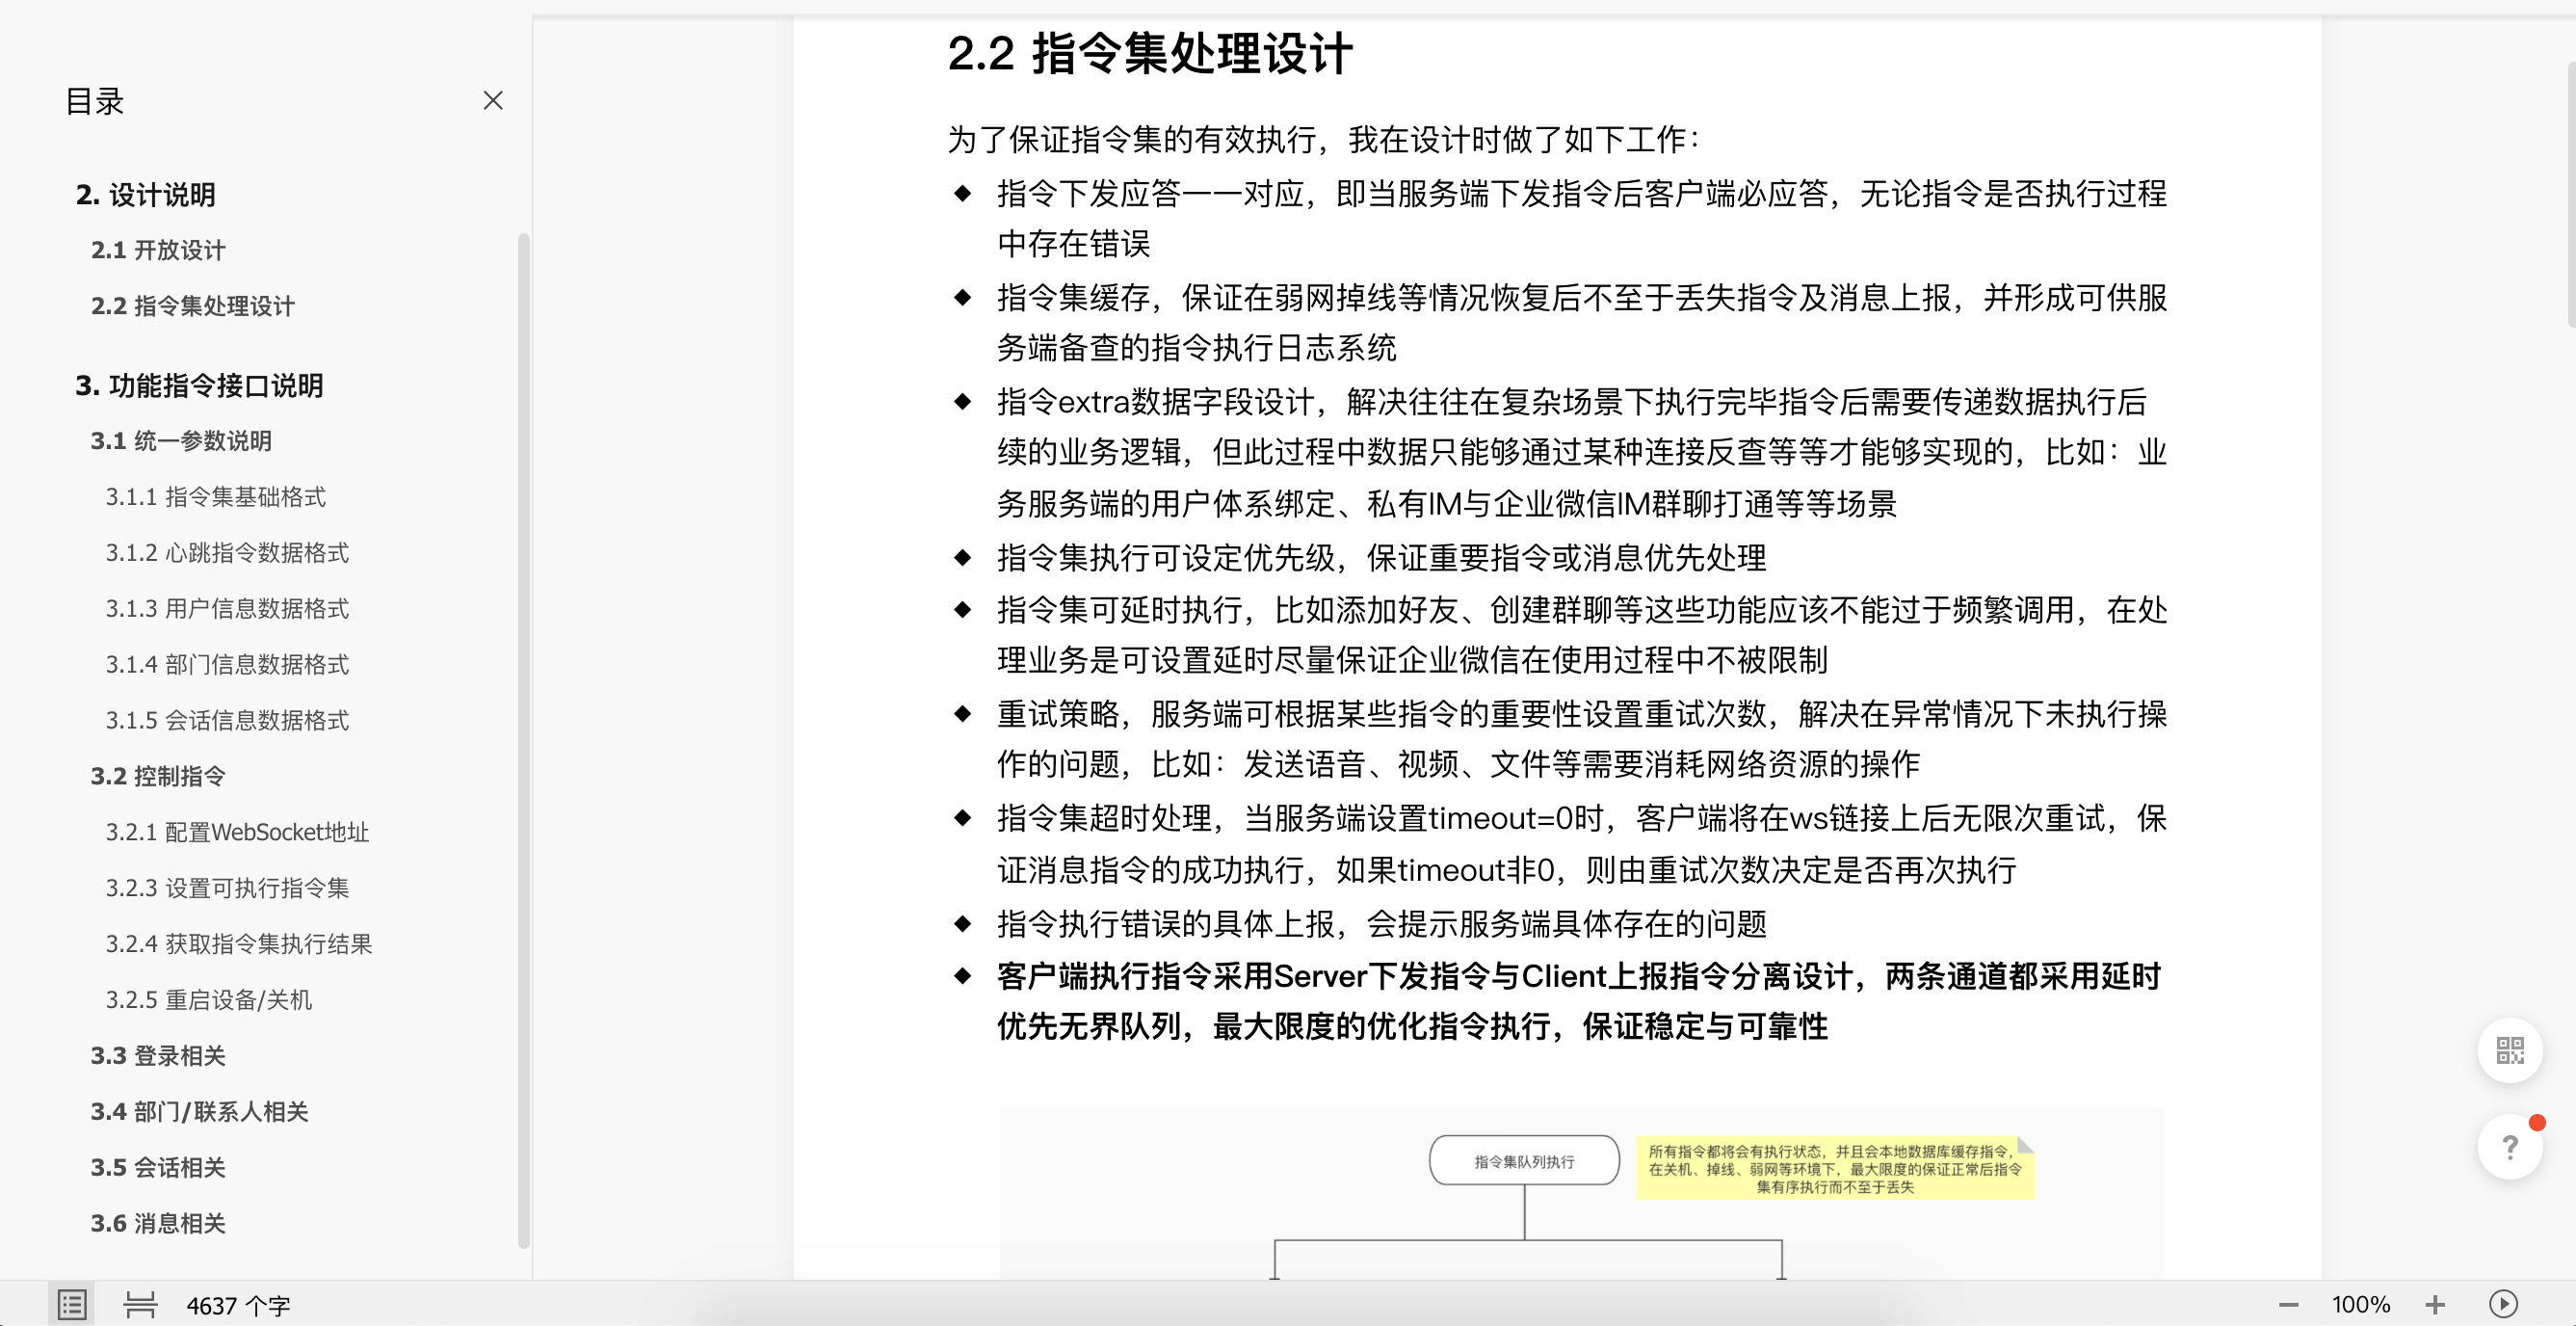 目录
2. 设计说明
2.1 开放设计
2.2 指令集处理设计
3. 功能指令接口说明
3.1 统一参数说明
3.1.1 指令集基础格式
3.1.2 心跳指令数据格式
3.1.3 用户信息数据格式
3.1.4 部门信息数据格式
3.1.5 会话信息数据格式
3.2 控制指令
3.2.1 配置WebSocket地址
3.2.3 设置可执行指令集
3.2.4 获取指令集执行结果
3.2.5 重启设备/关机
3.3 登录相关
3.4 部门/联系人相关
3.5 会话相关
3.6 消息相关
2.2 指令集处理设计
为了保证指令集的有效执行，我在设计时做了如下工作：
◆ 指令下发应答一一对应，即当服务端下发指令后客户端必应答，无论指令是否执行过程
中存在错误
◆ 指令集缓存，保证在弱网掉线等情况恢复后不至于丢失指令及消息上报，并形成可供服
务端备查的指令执行日志系统
◆ 指令extra数据字段设计，解决往往在复杂场景下执行完毕指令后需要传递数据执行后
续的业务逻辑，但此过程中数据只能够通过某种连接反查等等才能够实现的，比如：业
务服务端的用户体系绑定、私有IM与企业微信IM群聊打通等等场景
◆ 指令集执行可设定优先级，保证重要指令或消息优先处理
◆ 指令集可延时执行，比如添加好友、创建群聊等这些功能应该不能过于频繁调用，在处
理业务是可设置延时尽量保证企业微信在使用过程中不被限制
◆ 重试策略，服务端可根据某些指令的重要性设置重试次数，解决在异常情况下未执行操
作的问题，比如：发送语音、视频、文件等需要消耗网络资源的操作
◆ 指令集超时处理，当服务端设置timeout=0时，客户端将在ws链接上后无限次重试，保
证消息指令的成功执行，如果timeout非0，则由重试次数决定是否再次执行
◆ 指令执行错误的具体上报，会提示服务端具体存在的问题
◆ 客户端执行指令采用Server下发指令与Client上报指令分离设计，两条通道都采用延时
优先无界队列，最大限度的优化指令执行，保证稳定与可靠性
指令集队列执行
所有指令都将会有执行状态，并且会本地数据库缓存指令，
在关机、掉线、弱网等环境下，最大限度的保证正常后指令
集有序执行而不至于丢失
4637 个字
100%